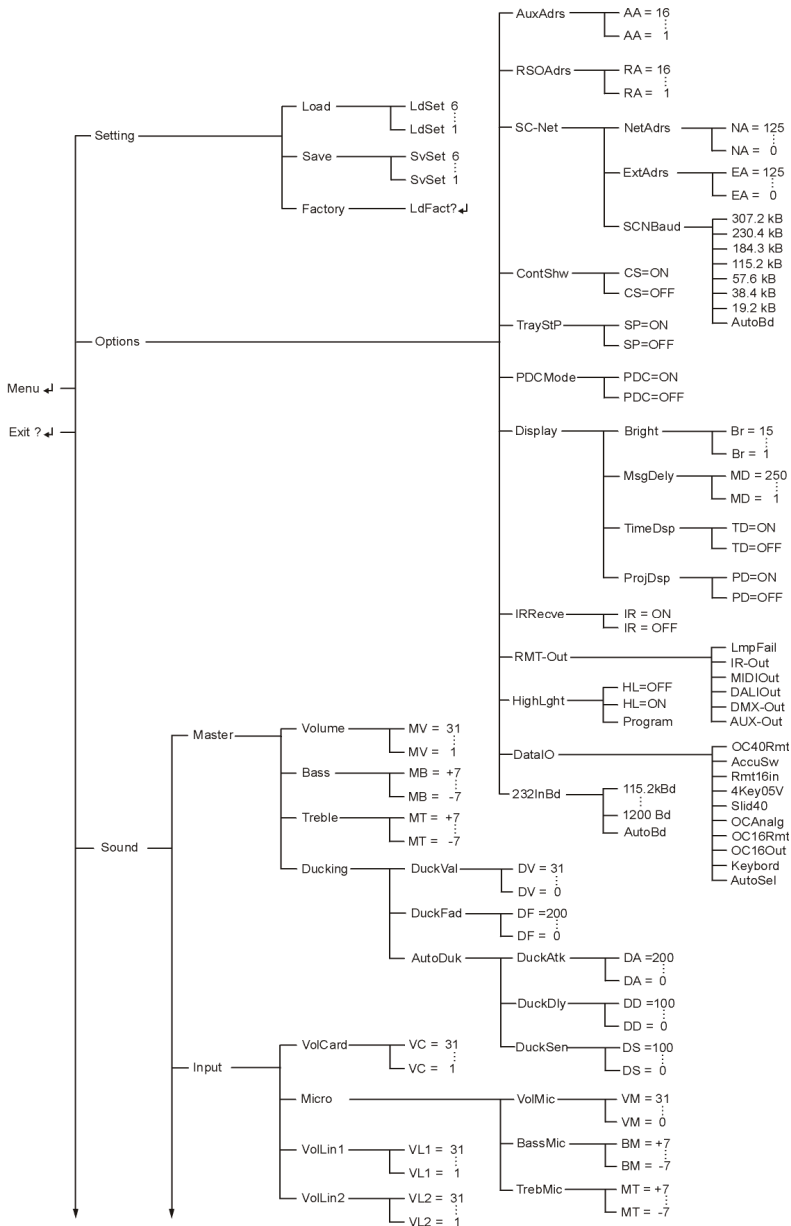 Menu ↵
Exit ? ↵
Setting
Load
LdSet 6
LdSet 1
Save
SvSet 6
SvSet 1
Factory
LdFact?↵
Options
AuxAdrs
AA = 16
AA = 1
RSOAdrs
RA = 16
RA = 1
SC-Net
NetAdrs
NA = 125
NA = 0
ExtAdrs
EA = 125
EA = 0
SCNBaud
307.2 kB
230.4 kB
184.3 kB
115.2 kB
57.6 kB
38.4 kB
19.2 kB
AutoBd
ContShw
CS=ON
CS=OFF
TrayStP
SP=ON
SP=OFF
PDCMode
PDC=ON
PDC=OFF
Display
Bright
Br = 15
Br = 1
MsgDely
MD = 250
MD = 1
TimeDsp
TD=ON
TD=OFF
ProjDsp
PD=ON
PD=OFF
IRRecve
IR = ON
IR = OFF
RMT-Out
LmpFail
IR-Out
MIDIOut
DALIOut
DMX-Out
AUX-Out
HighLght
HL=OFF
HL=ON
Program
DataIO
OC40Rmt
AccuSw
Rmt16in
4Key05V
Slid40
OCAnalg
OC16Rmt
OC16Out
Keybord
AutoSel
232InBd
115.2kBd
1200 Bd
AutoBd
Sound
Master
Volume
MV = 31
MV = 1
Bass
MB = +7
MB = -7
Treble
MT = +7
MT = -7
Ducking
DuckVal
DV = 31
DV = 0
DuckFad
DF =200
DF = 0
AutoDuk
DuckAtk
DA =200
DA = 0
DuckDly
DD =100
DD = 0
DuckSen
DS =100
DS = 0
Input
VolCard
VC = 31
VC = 1
Micro
VolMic
VM = 31
VM = 0
BassMic
BM = +7
BM = -7
TrebMic
MT = +7
MT = -7
VolLin1
VL1 = 31
VL1 = 1
VolLin2
VL2 = 31
VL2 = 1